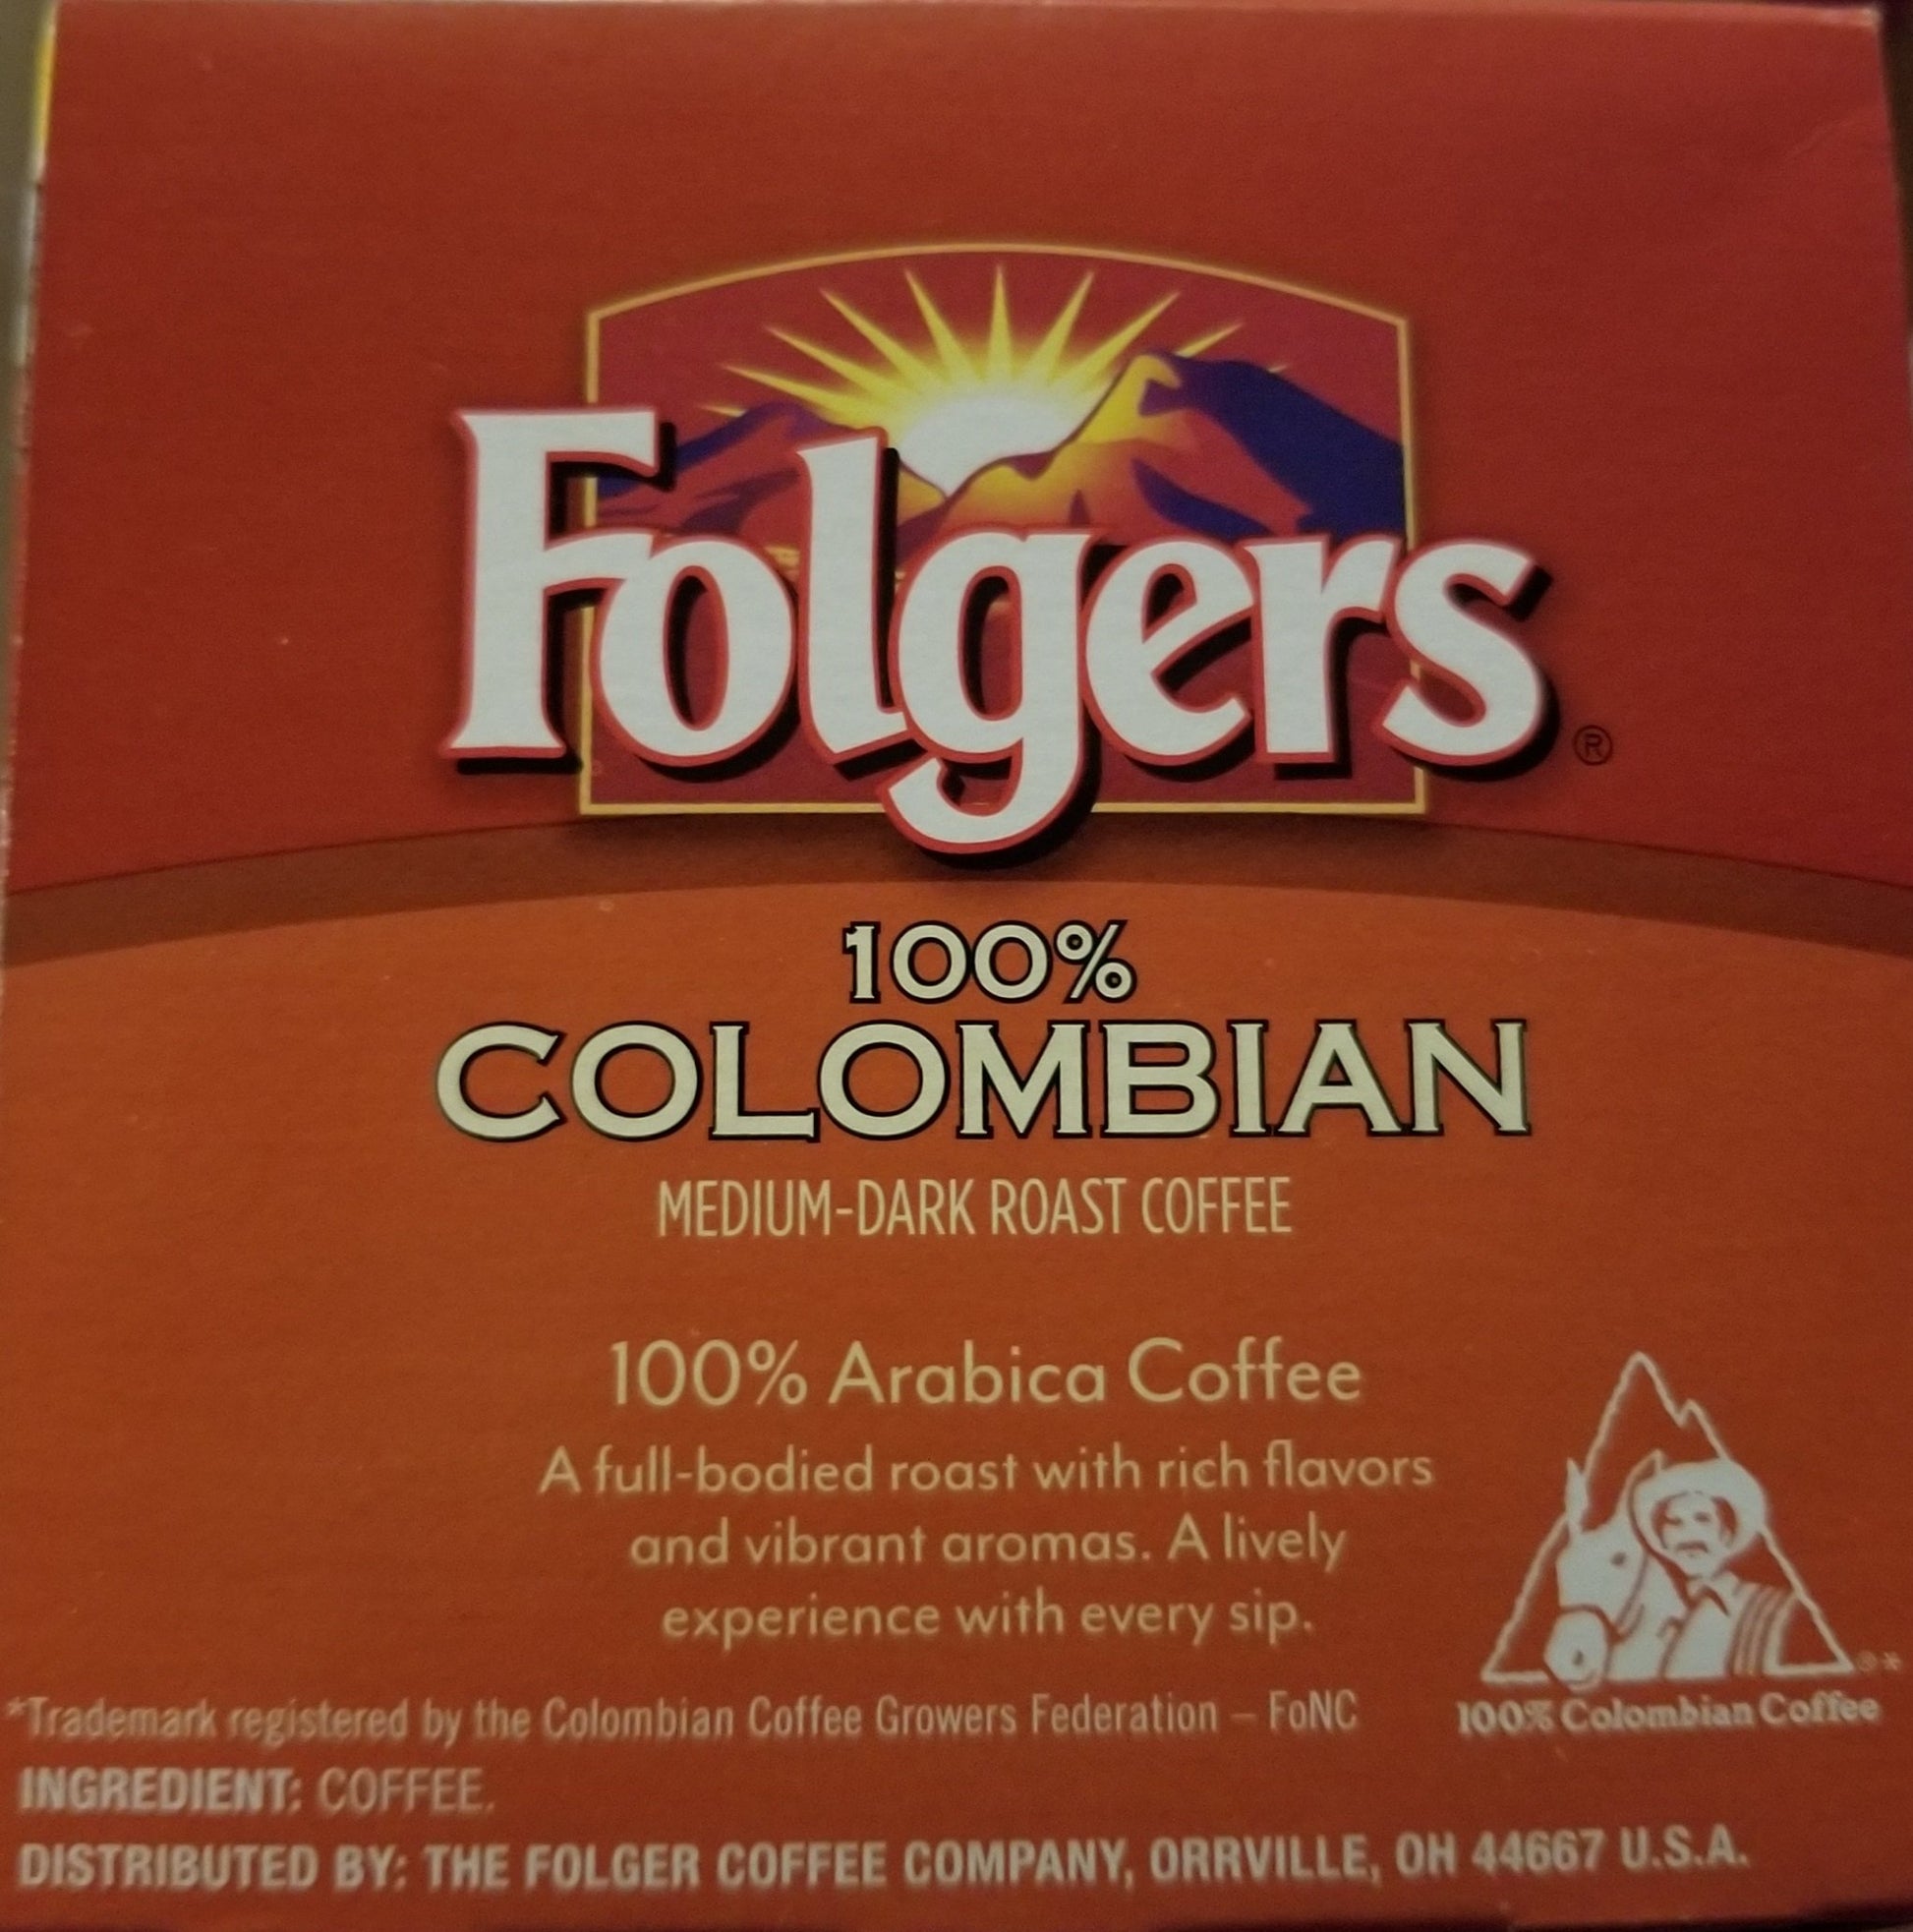 Folgers®
100%
COLOMBIAN
MEDIUM-DARK ROAST COFFEE
100% Arabica Coffee
A full-bodied roast with rich flavors
and vibrant aromas. A lively
experience with every sip.
®*
100% Colombian Coffee
*Trademark registered by the Colombian Coffee Growers Federation – FoNC
INGREDIENT: COFFEE.
DISTRIBUTED BY: THE FOLGER COFFEE COMPANY, ORRVILLE, OH 44667 U.S.A.